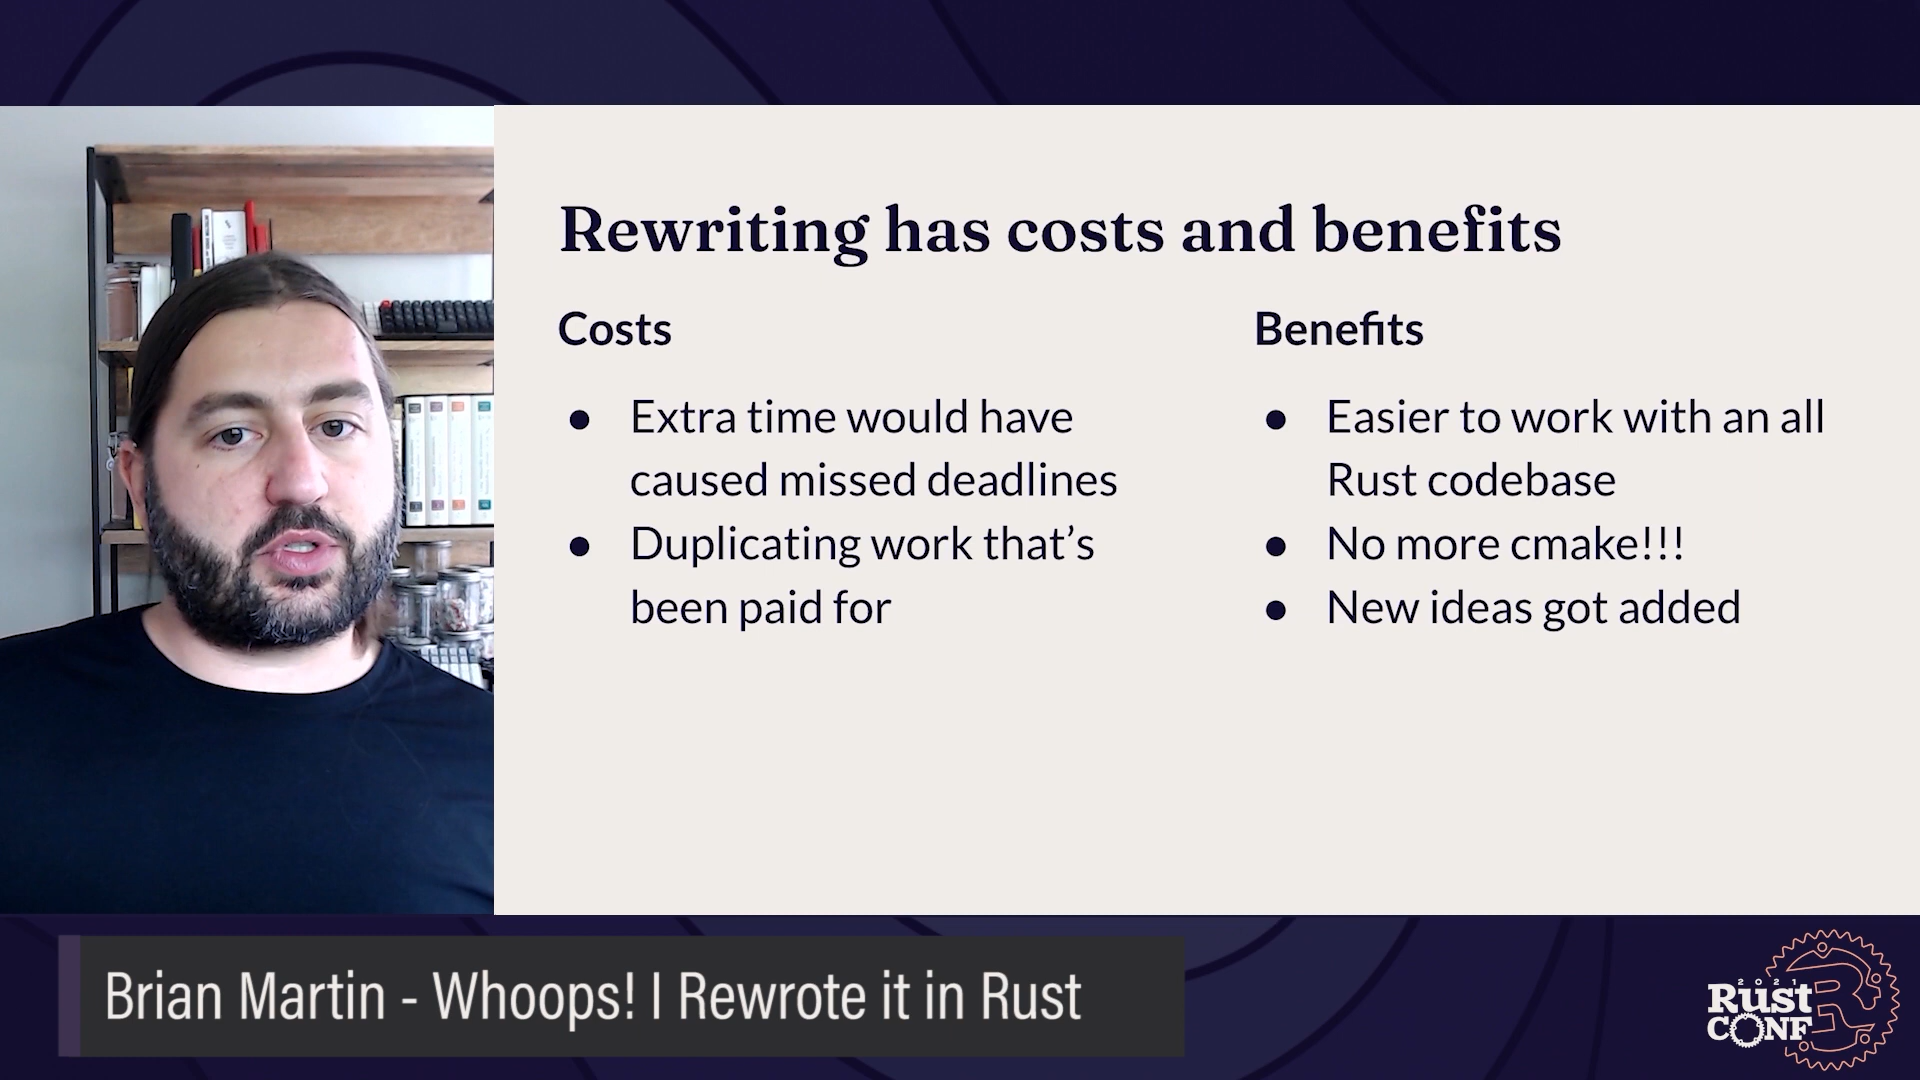 Rewriting has costs and benefits
Costs
● Extra time would have
caused missed deadlines
● Duplicating work that’s
been paid for
Benefits
● Easier to work with an all
Rust codebase
● No more cmake!!!
● New ideas got added
Brian Martin - Whoops! I Rewrote it in Rust
2021
Rust
CONF
R